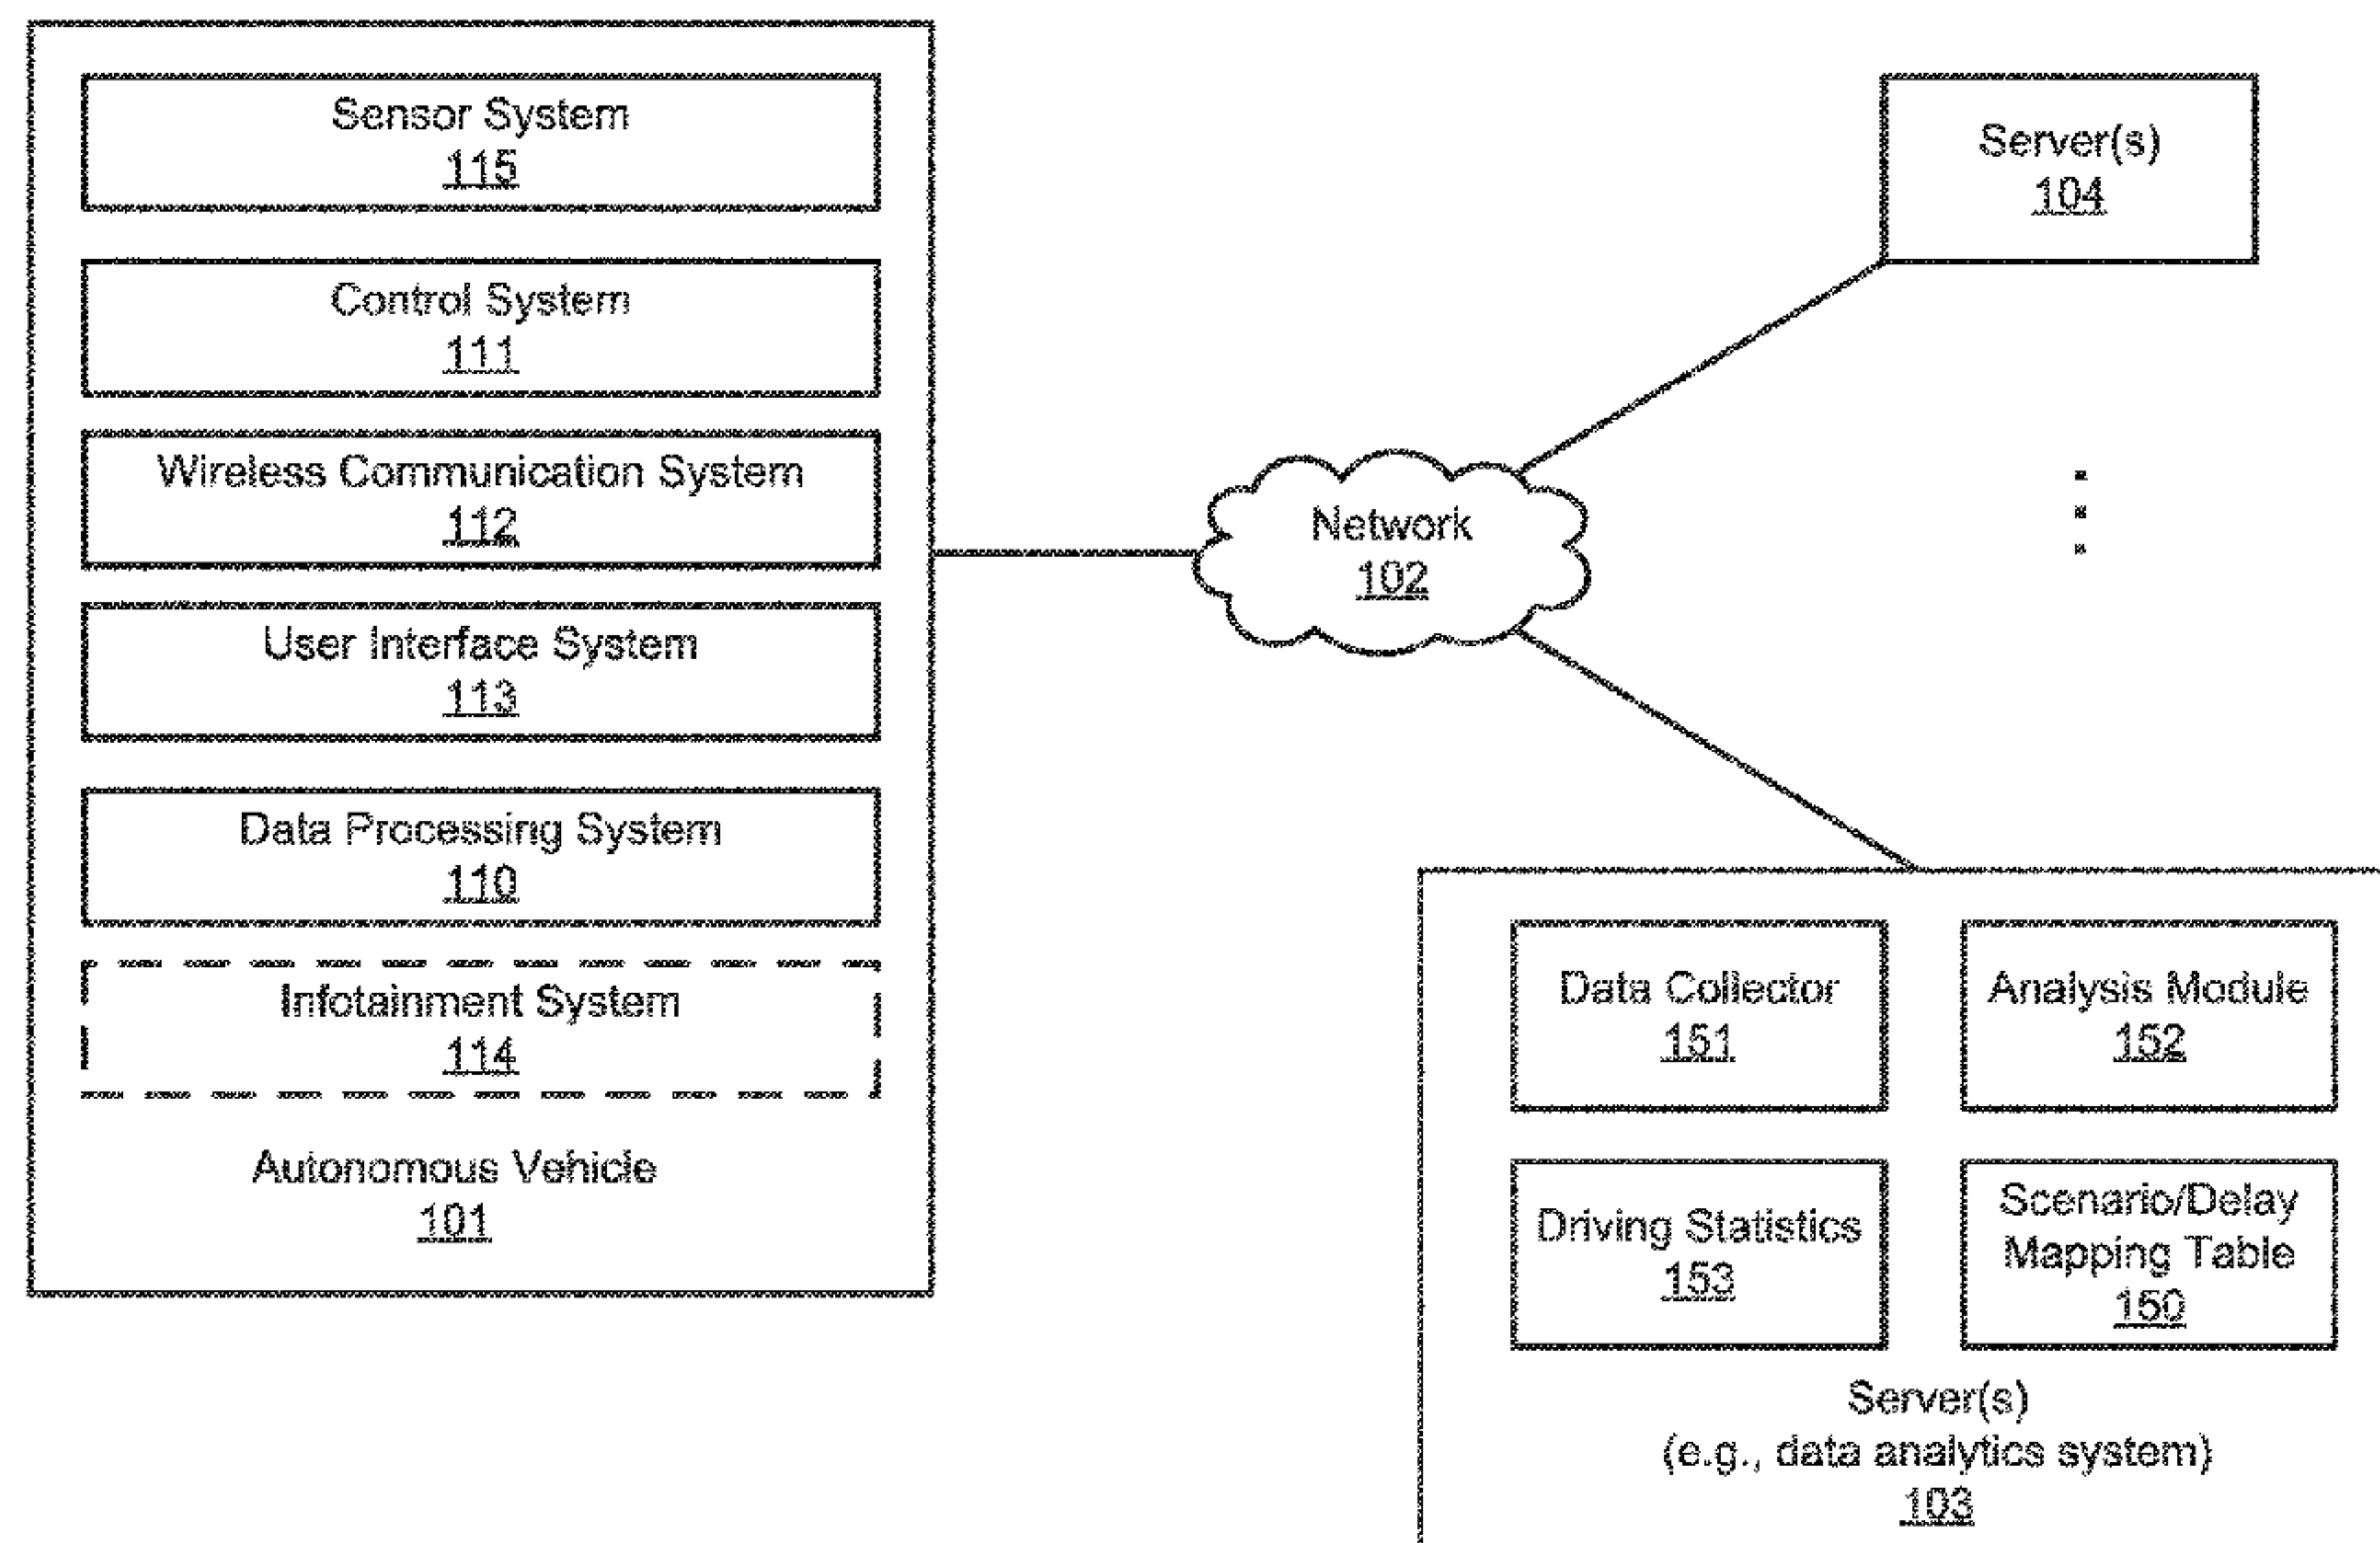 Sensor System
115
Control System
111
Wireless Communication System
112
User Interface System
113
Data Processing System
110
Infotainment System
114
Autonomous Vehicle
101
Network
102
Server(s)
104
Data Collector
151
Analysis Module
152
Driving Statistics
153
Scenario/Delay
Mapping Table
150
Server(s)
(e.g., data analytics system)
103